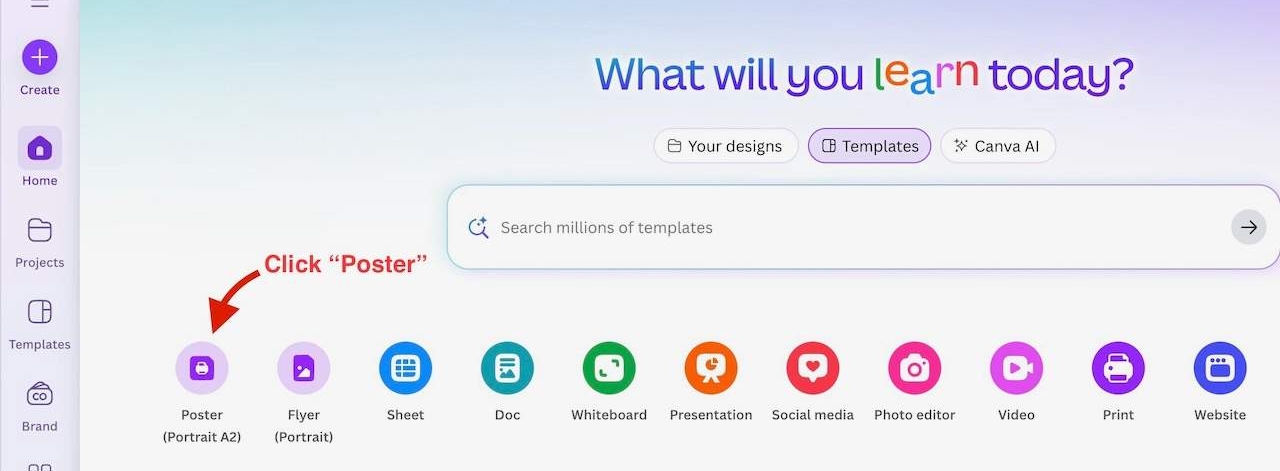 Create
Home
Projects
Templates
CO
Brand
What will you learn today?
Your designs
Templates
Canva AI
Search millions of templates
Click “Poster”
Poster
(Portrait A2)
Flyer
(Portrait)
Sheet
Doc
Whiteboard
Presentation
Social media
Photo editor
Video
Print
Website